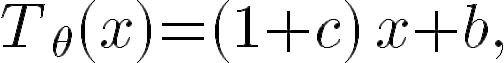 T_θ(x)=(1+c) x+b,